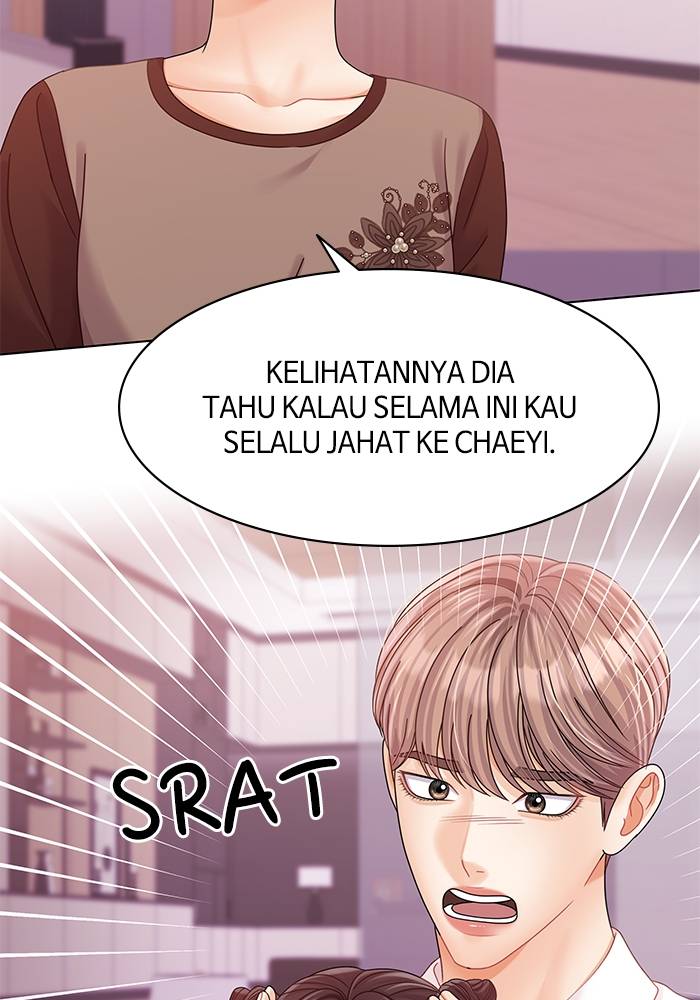 KELIHATANNYA DIA
TAHU KALAU SELAMA INI KAU
SELALU JAHAT KE CHAEYI.
SRAT